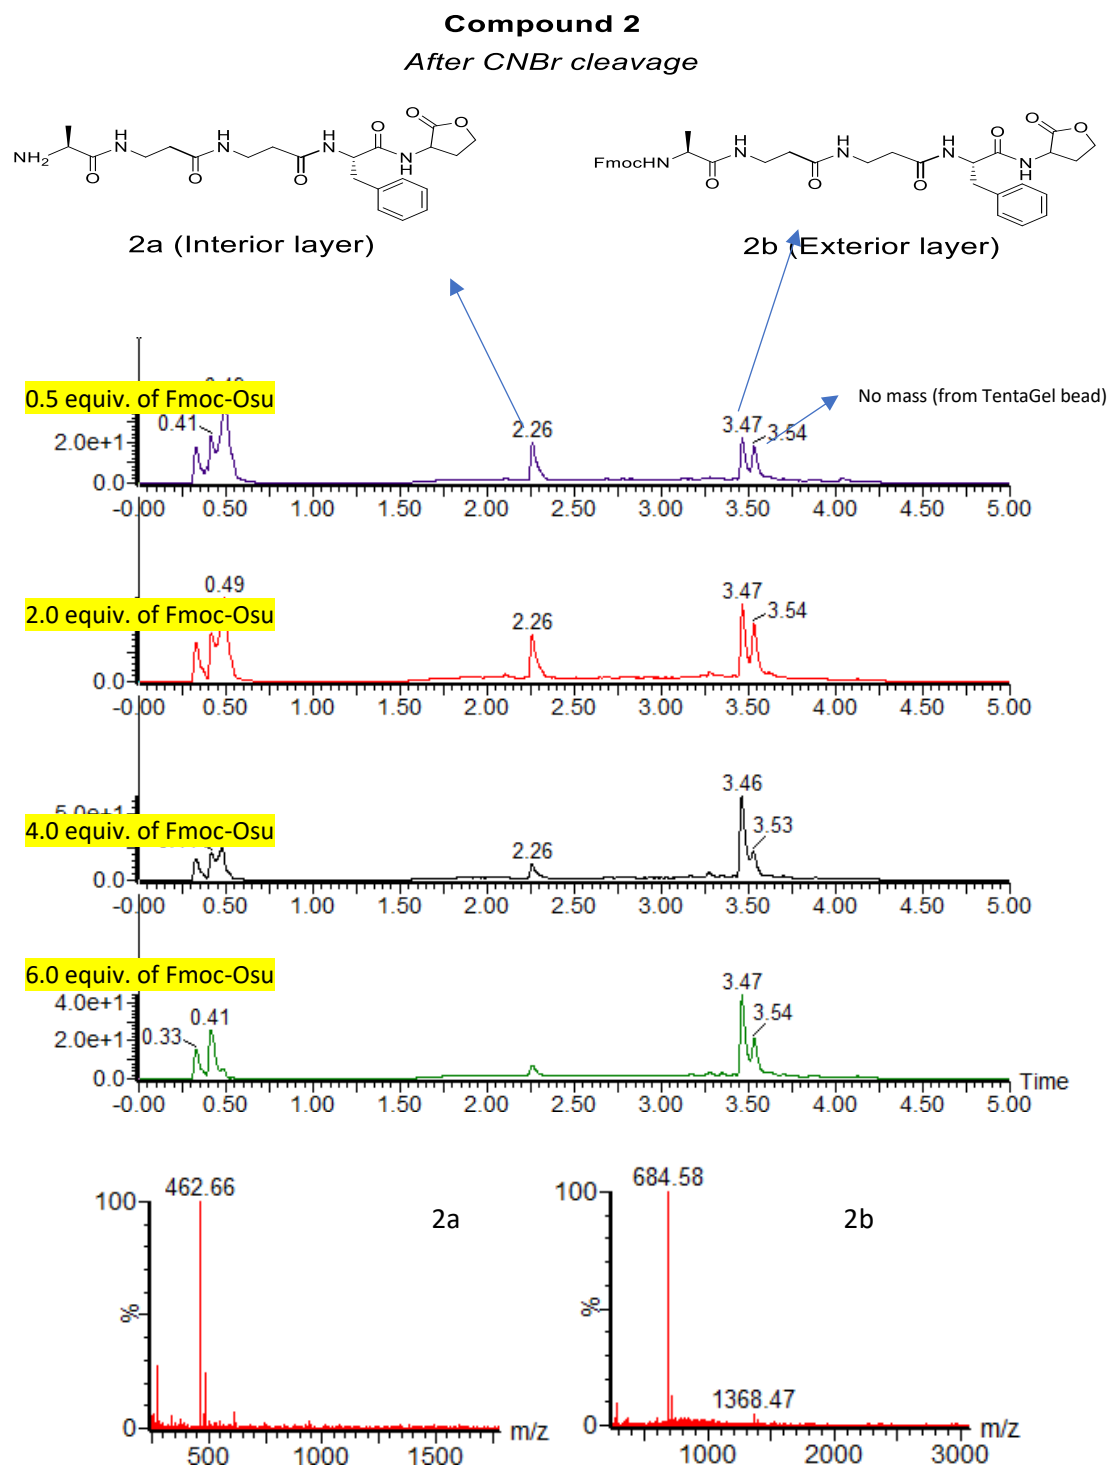 Compound 2
After CNBr cleavage
NH2
O
H
N
O
H
N
O
H
N
O
N
H
O
O
FmocHN
O
H
N
O
H
N
O
H
N
O
N
H
O
O
2a (Interior layer)
2b (Exterior layer)
0.5 equiv. of Fmoc-Osu
No mass (from TentaGel bead)
0.41
2.26
3.47
3.54
2.0e+1
0.0
-0.00 0.50 1.00 1.50 2.00 2.50 3.00 3.50 4.00 4.50 5.00
0.49
2.0 equiv. of Fmoc-Osu
2.26
3.47
3.54
0.0
-0.00 0.50 1.00 1.50 2.00 2.50 3.00 3.50 4.00 4.50 5.00
3.46
5.0e+1
4.0 equiv. of Fmoc-Osu
2.26
3.53
0.0
-0.00 0.50 1.00 1.50 2.00 2.50 3.00 3.50 4.00 4.50 5.00
6.0 equiv. of Fmoc-Osu
3.47
4.0e+1
0.41
3.54
2.0e+1
0.33
0.0
Time
-0.00 0.50 1.00 1.50 2.00 2.50 3.00 3.50 4.00 4.50 5.00
462.66
100
2a
%
0
m/z
500 1000 1500
684.58
100
2b
%
1368.47
0
m/z
1000 2000 3000